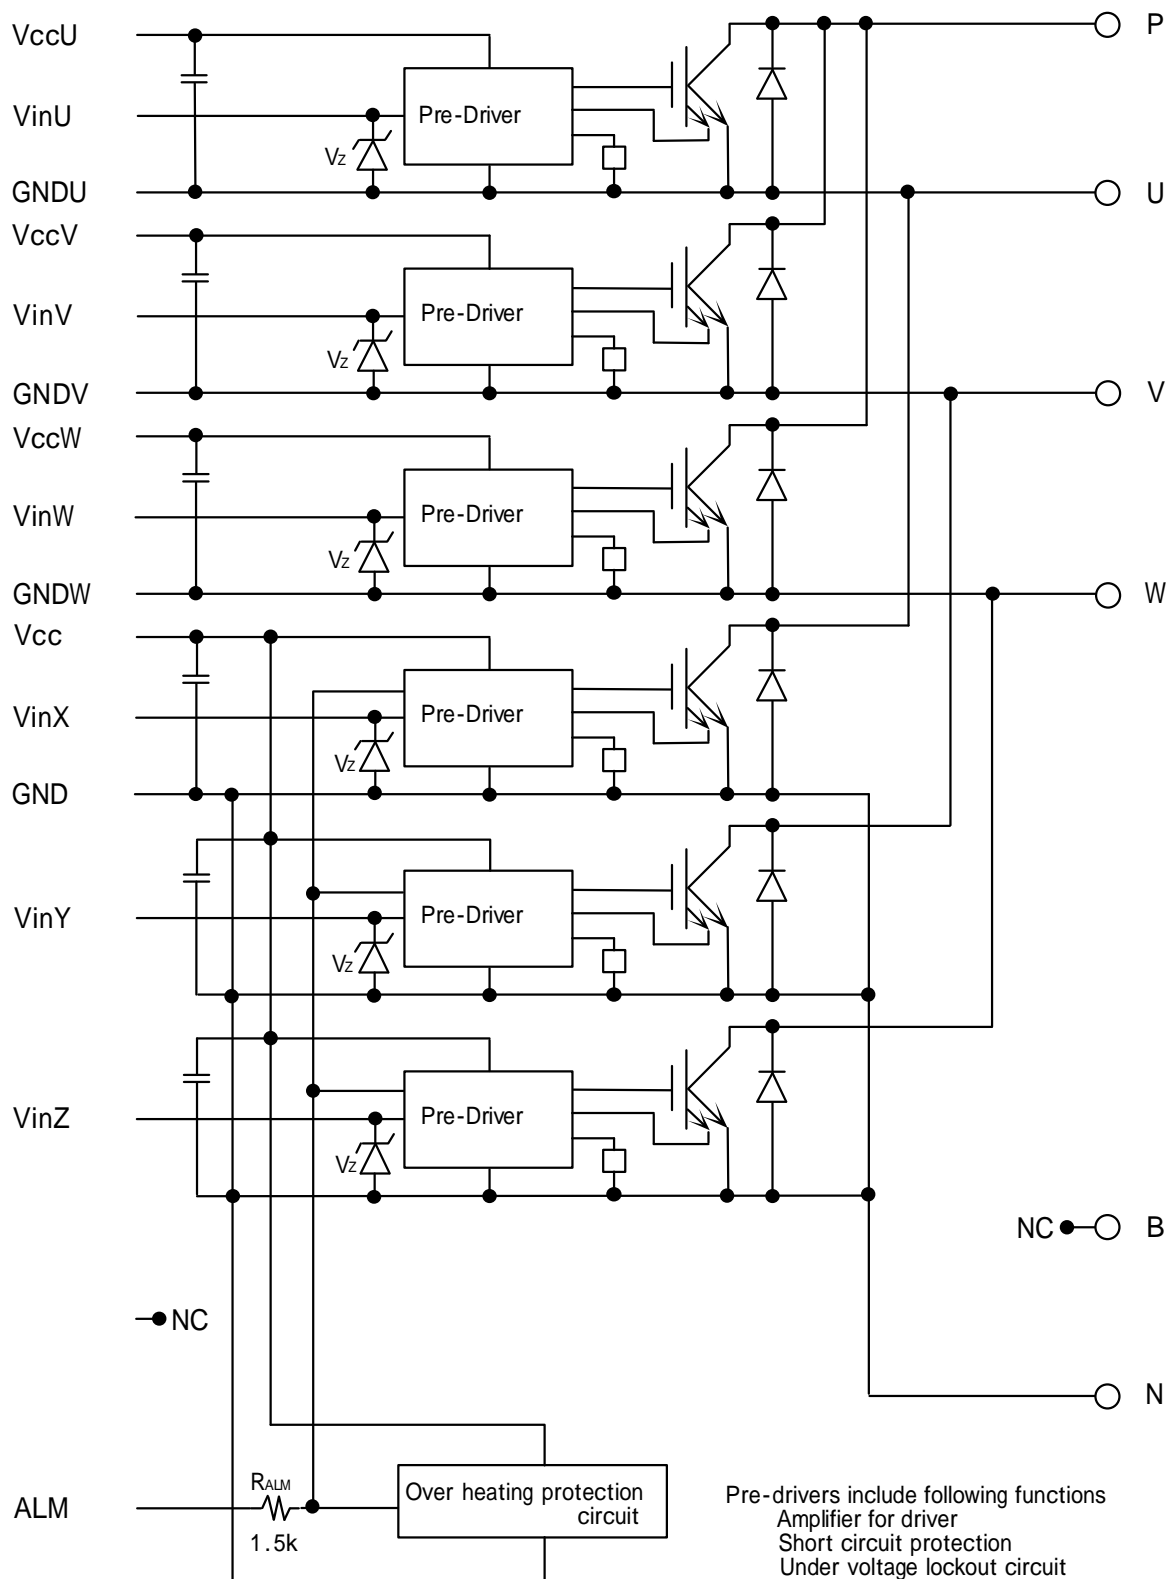 VccU
P
VinU
Pre-Driver
Vz
GNDU
U
VccV
VinV
Pre-Driver
Vz
GNDV
V
VccW
VinW
Pre-Driver
Vz
GNDW
W
Vcc
VinX
Pre-Driver
Vz
GND
VinY
Pre-Driver
Vz
VinZ
Pre-Driver
Vz
NC
B
NC
N
RALM
ALM
1.5k
Over heating protection
circuit
Pre-drivers include following functions
Amplifier for driver
Short circuit protection
Under voltage lockout circuit